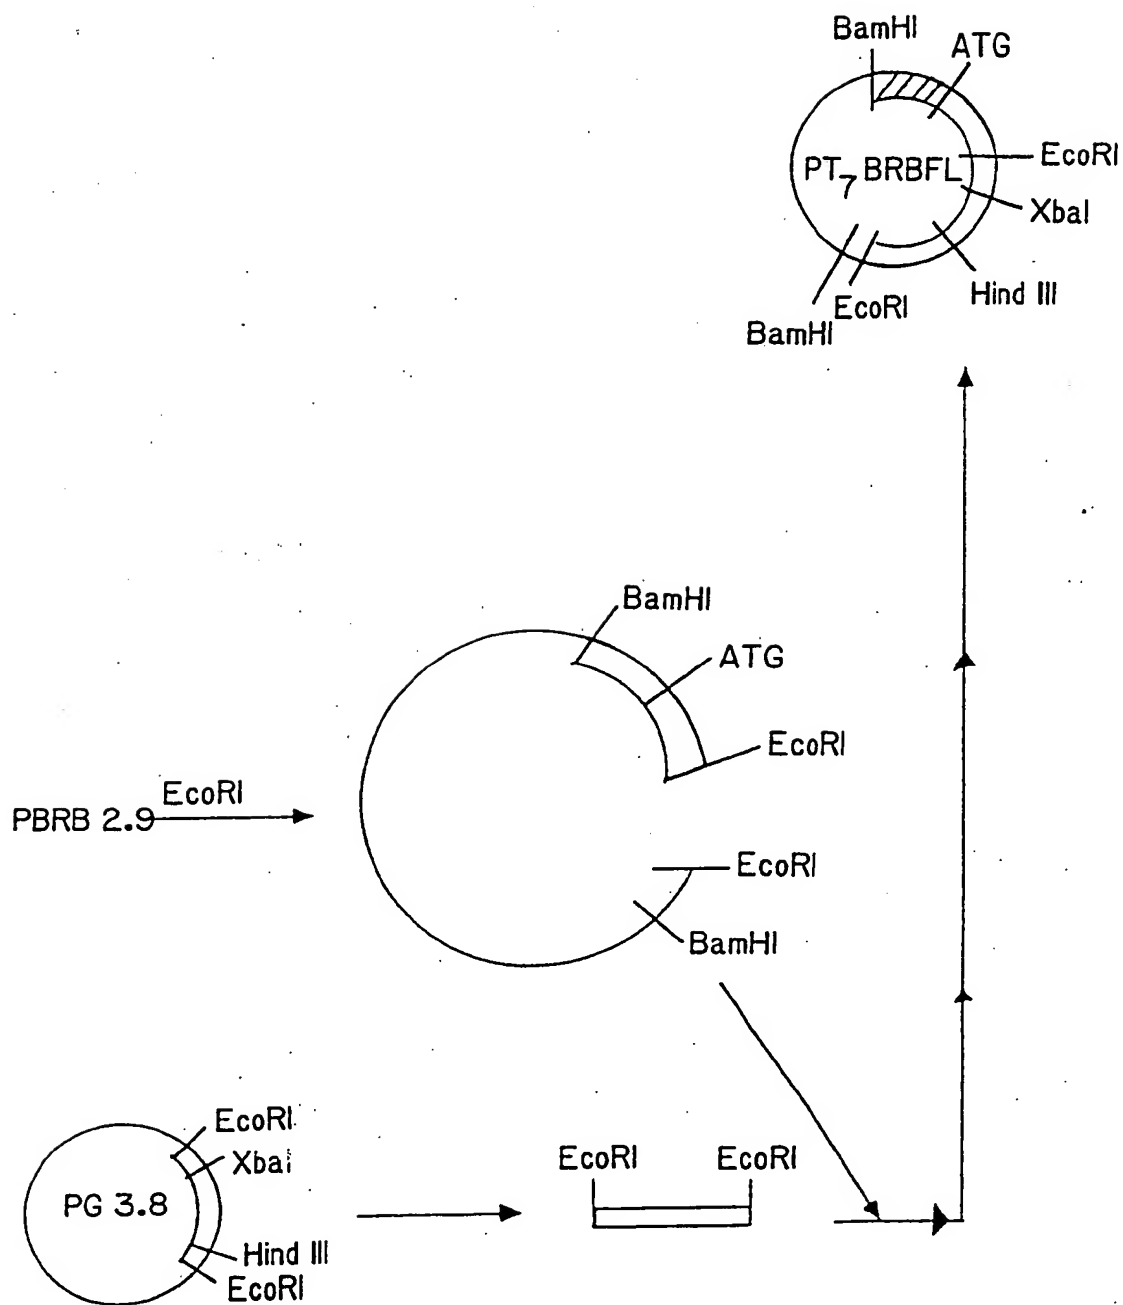 BamHI
ATG
EcoRI
PT7 BRBFL
XbaI
Hind III
EcoRI
BamHI
BamHI
ATG
EcoRI
EcoRI
PBRB 2.9
EcoRI
BamHI
EcoRI
XbaI
PG 3.8
Hind III
EcoRI
EcoRI EcoRI